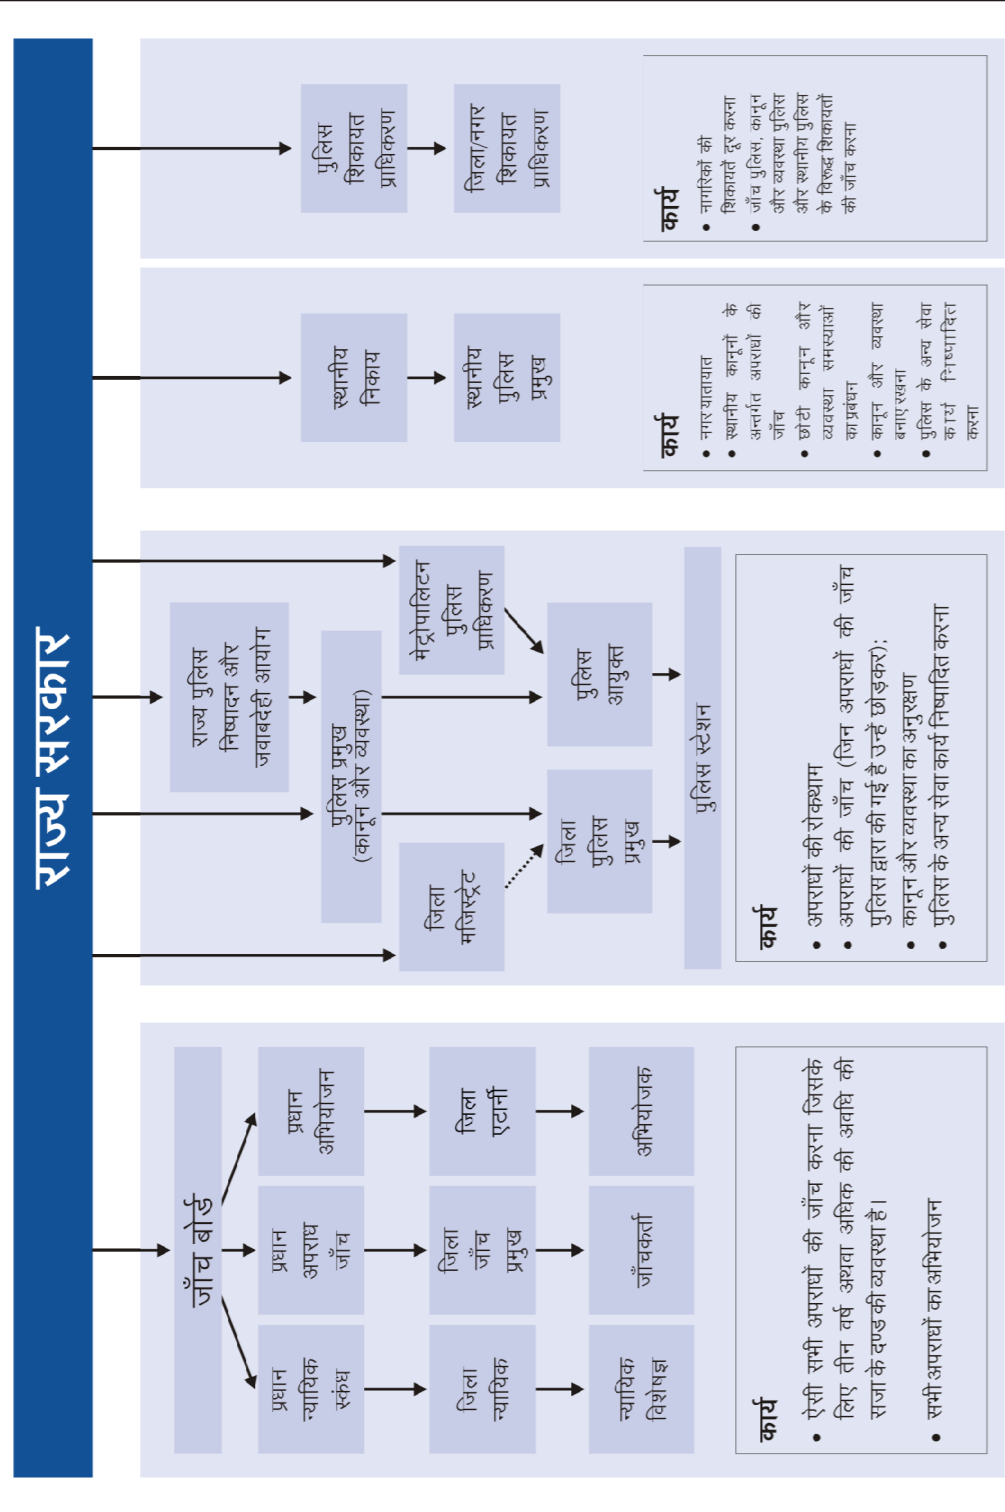 राज्य सरकार
जाँच बोर्ड
प्रधान
न्यायिक
स्कंध
प्रधान
अपराध
जाँच
प्रधान
अभियोजन
जिला
न्यायिक
जिला
जाँच
प्रमुख
जिला
एटार्नी
न्यायिक
विशेषज्ञ
जाँचकर्ता
अभियोजक
कार्य
• ऐसी सभी अपराधों की जाँच करना जिसके
लिए तीन वर्ष अथवा अधिक की अवधि की
सजा के दण्ड की व्यवस्था है।
• सभी अपराधों का अभियोजन
राज्य पुलिस
निष्पादन और
जवाबदेही आयोग
पुलिस प्रमुख
(कानून और व्यवस्था)
जिला
मजिस्ट्रेट
मेट्रोपालिटन
पुलिस
प्राधिकरण
जिला
पुलिस
प्रमुख
पुलिस
आयुक्त
पुलिस स्टेशन
कार्य
• अपराधों की रोकथाम
• अपराधों की जाँच (जिन अपराधों की जाँच
पुलिस द्वारा की गई है उन्हें छोड़कर);
• कानून और व्यवस्था का अनुरक्षण
• पुलिस के अन्य सेवा कार्य निष्पादित करना
स्थानीय
निकाय
स्थानीय
पुलिस
प्रमुख
कार्य
• नगर यातायात
• स्थानीय कानूनों के
अन्तर्गत अपराधों की
जाँच
• छोटी कानून और
व्यवस्था समस्याओं
का प्रबंधन
• कानून और व्यवस्था
बनाए रखना
• पुलिस के अन्य सेवा
कार्य निष्पादित
करना
पुलिस
शिकायत
प्राधिकरण
जिला/नगर
शिकायत
प्राधिकरण
कार्य
• नागरिकों की
शिकायतें दूर करना
• जाँच पुलिस, कानून
और व्यवस्था पुलिस
और स्थानीय पुलिस
के विरूद्ध शिकायतों
की जाँच करना